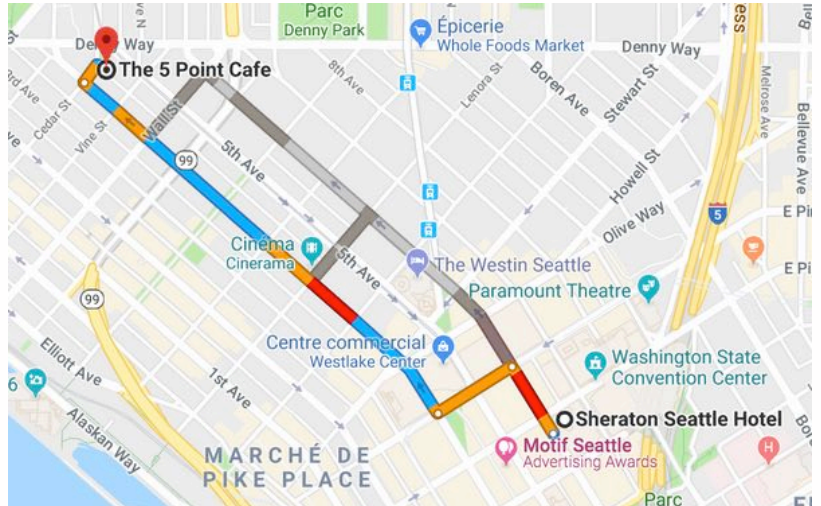 Parc
Denny Park
Épicerie
Whole Foods Market
Denny Way
Denny Way
The 5 Point Cafe
8th Ave
Lenora St
Boren Ave
Stewart St
Melrose Ave
Bellevue Ave
3rd Ave
Cedar St
Vine St
Wall St
99
5th Ave
Howell St
Olive Way
5
E Pi
Cinéma
Cinerama
5th Ave
The Westin Seattle
Paramount Theatre
E Pi
99
Centre commercial
Westlake Center
Washington State
Convention Center
Elliott Ave
6
1st Ave
Alaskan Way
Sheraton Seattle Hotel
MARCHÉ DE
PIKE PLACE
Motif Seattle
Advertising Awards
H
Parc